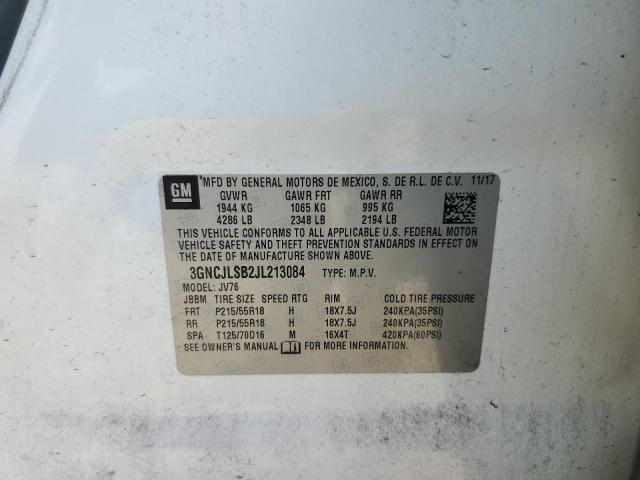 GM *MFD BY GENERAL MOTORS DE MEXICO, S. DE R.L. DE C.V. 11/17
GVWR GAWR FRT GAWR RR
1944 KG 1065 KG 995 KG
4286 LB 2348 LB 2194 LB
THIS VEHICLE CONFORMS TO ALL APPLICABLE U.S. FEDERAL MOTOR
VEHICLE SAFETY AND THEFT PREVENTION STANDARDS IN EFFECT ON
THE DATE OF MANUFACTURE SHOWN ABOVE.
3GNCJLSB2JL213084 TYPE: M.P.V.
MODEL: JV76
JBBM TIRE SIZE SPEED RTG RIM COLD TIRE PRESSURE
FRT P215/55R18 H 18X7.5J 240KPA(35PSI)
RR P215/55R18 H 18X7.5J 240KPA(35PSI)
SPA T125/70D16 M 16X4T 420KPA(60PSI)
SEE OWNER'S MANUAL FOR MORE INFORMATION.